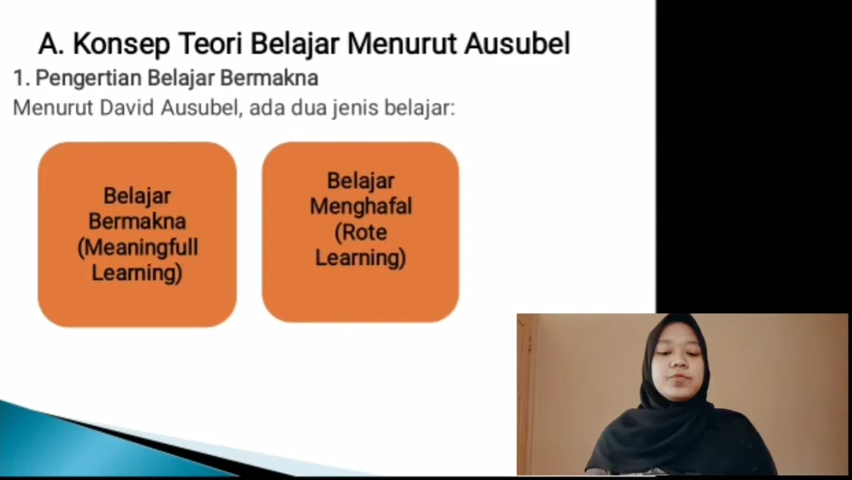 A. Konsep Teori Belajar Menurut Ausubel
1. Pengertian Belajar Bermakna
Menurut David Ausubel, ada dua jenis belajar:
Belajar
Bermakna
(Meaningfull
Learning)
Belajar
Menghafal
(Rote
Learning)